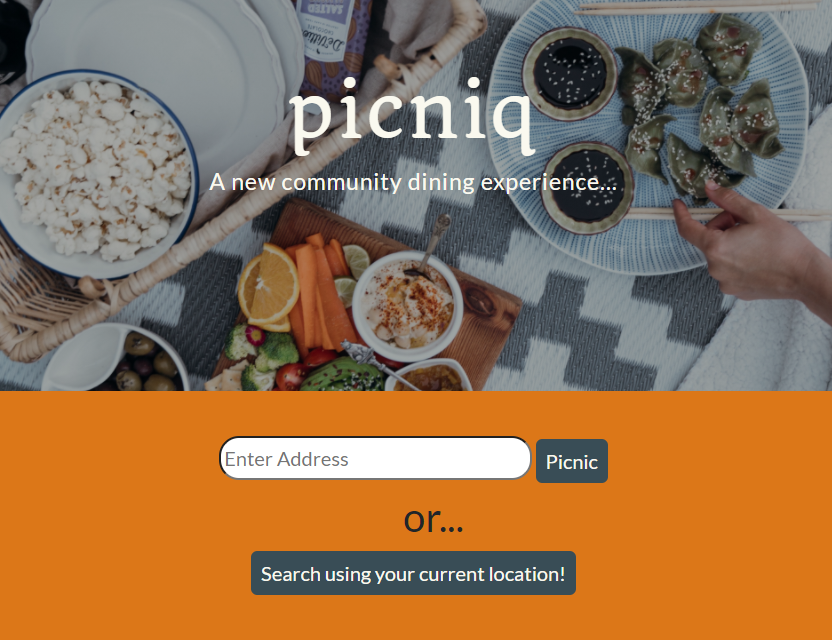 picniq
A new community dining experience...
Enter Address
Picnic
or...
Search using your current location!